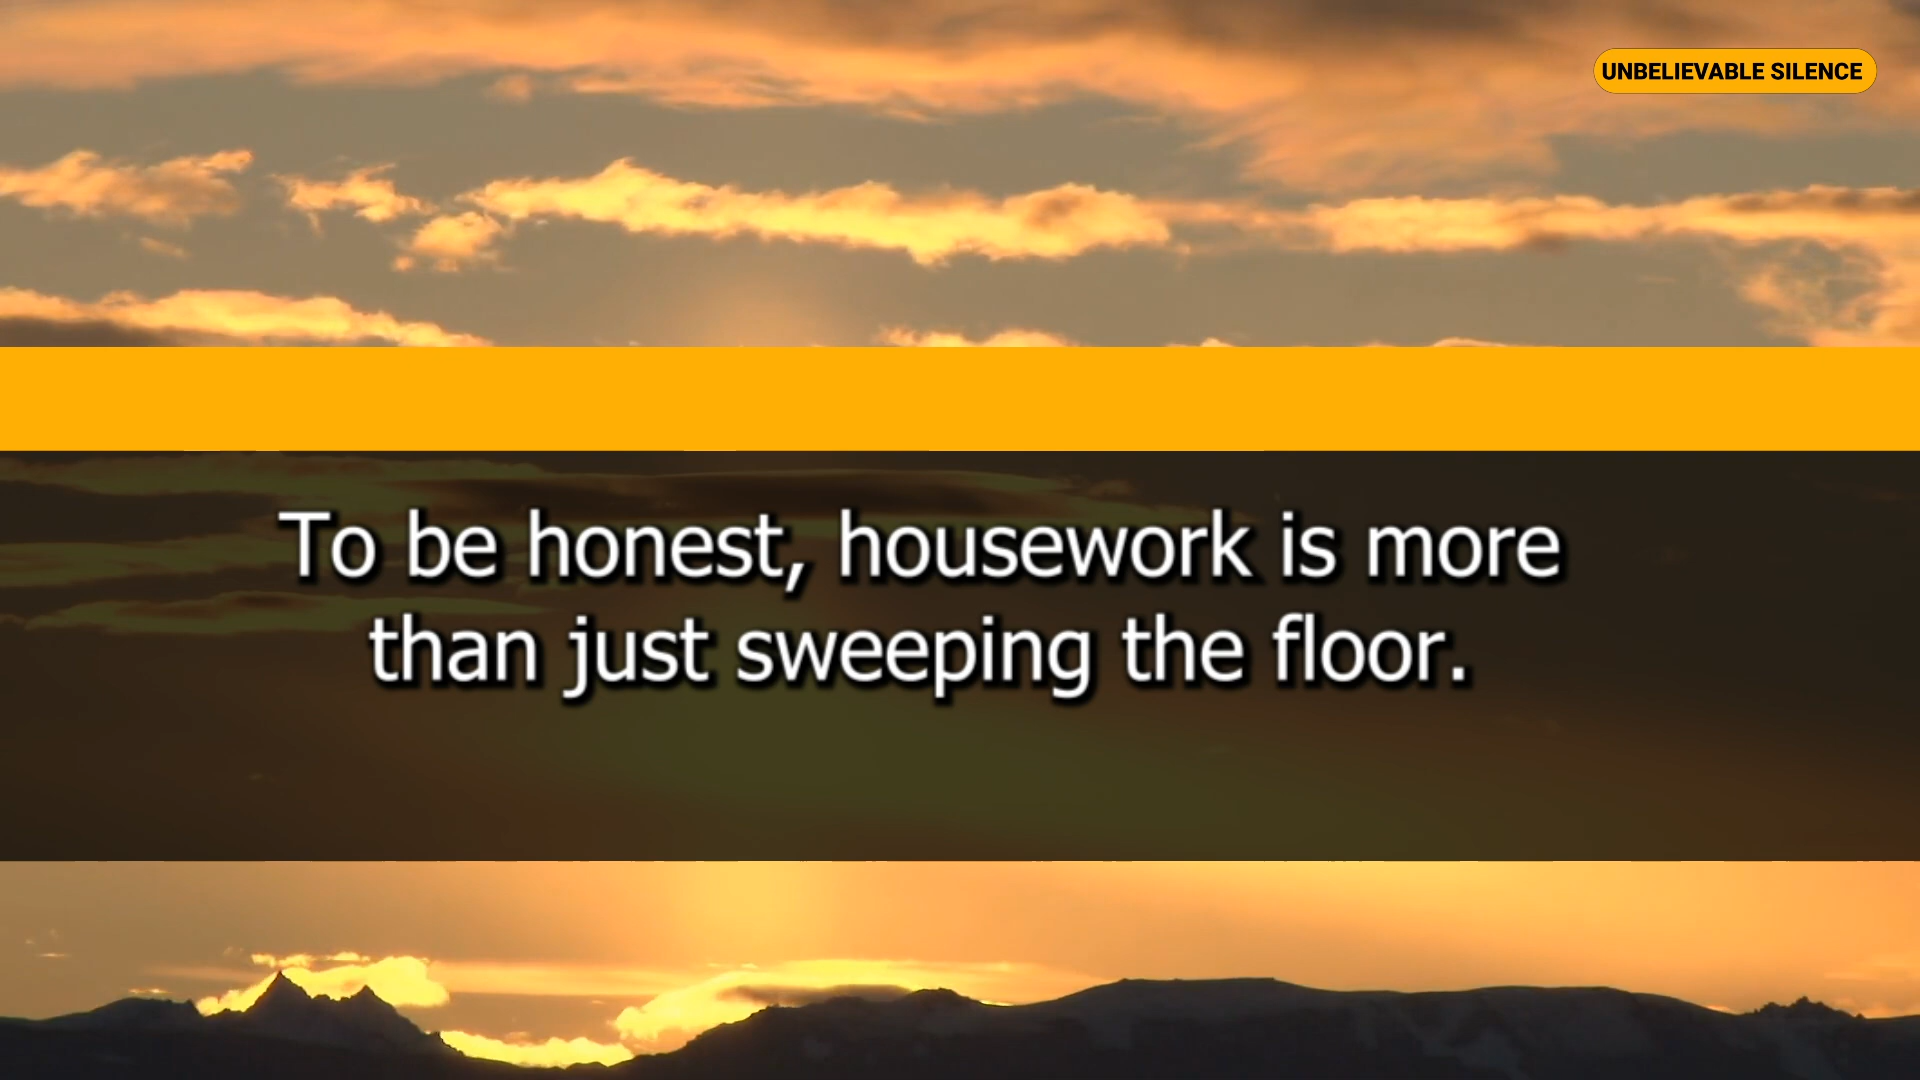 UNBELIEVABLE SILENCE
To be honest, housework is more
than just sweeping the floor.